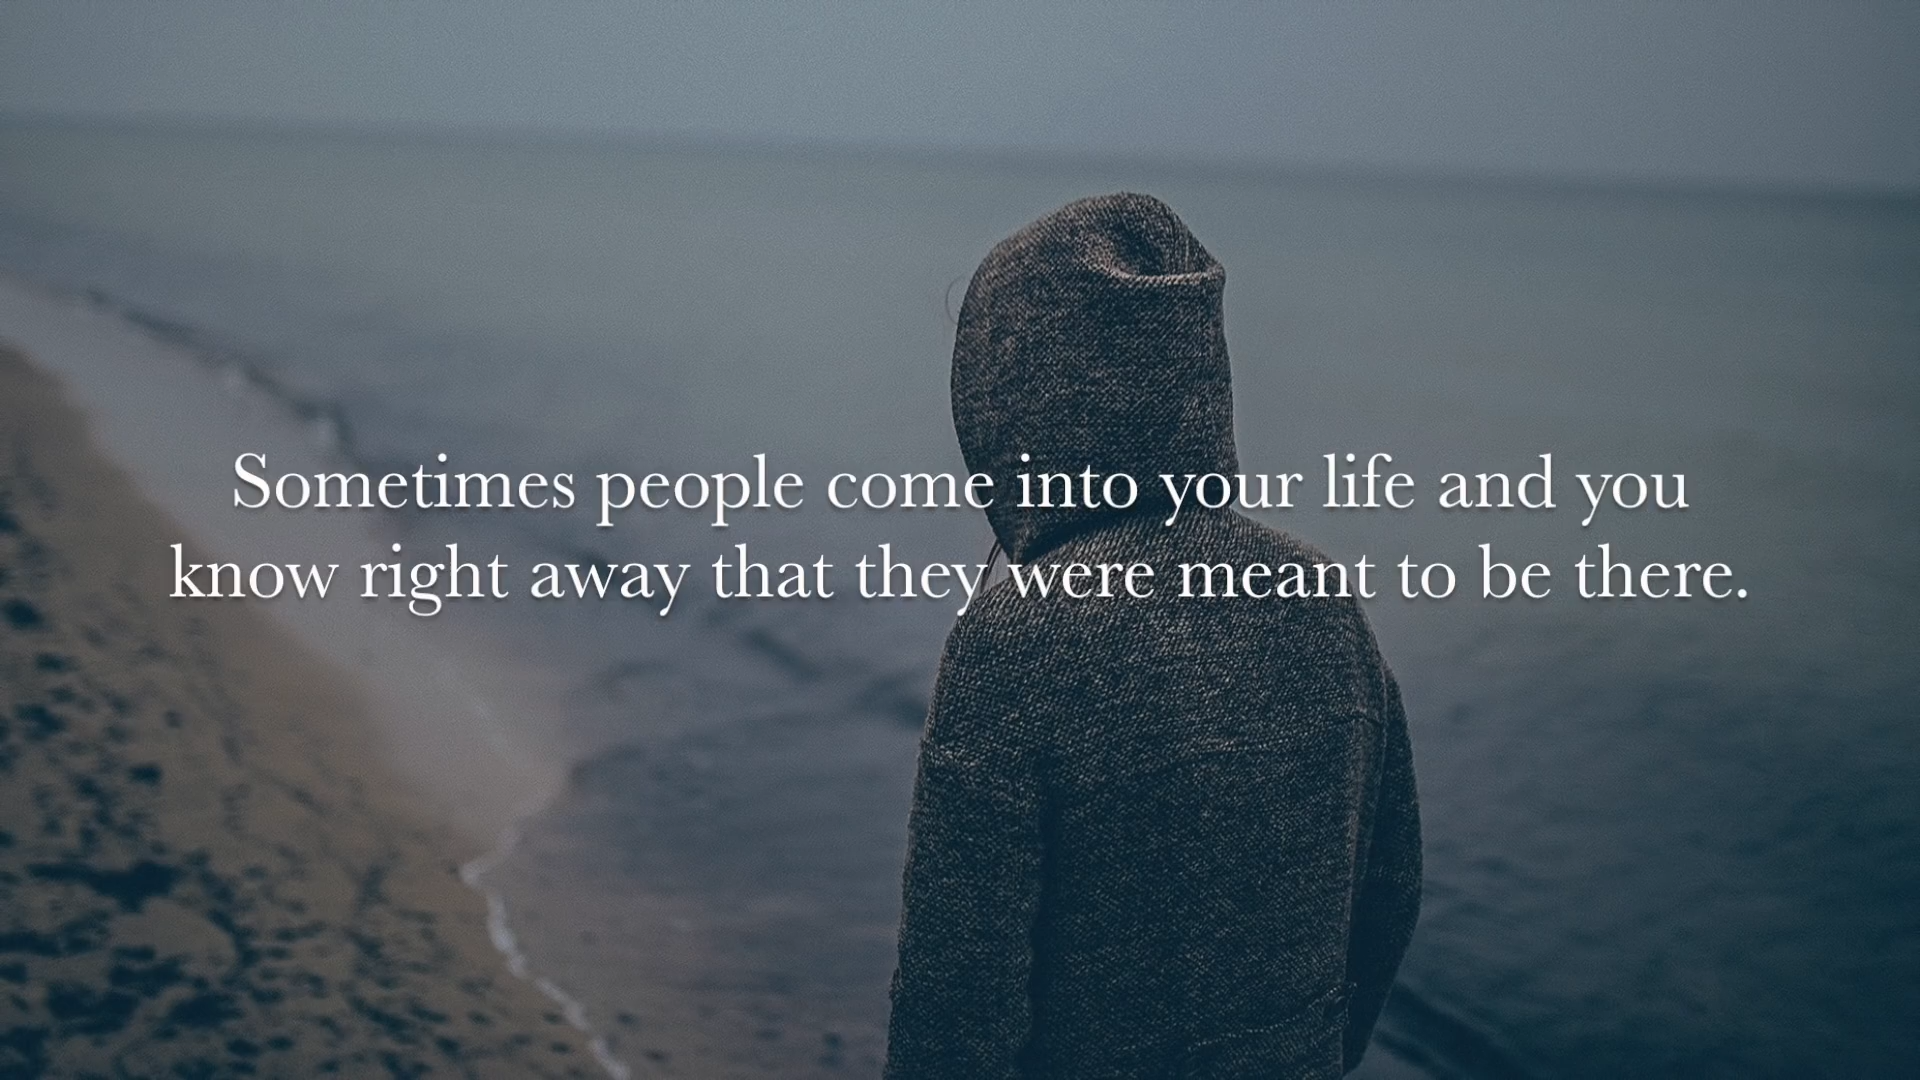 Sometimes people come into your life and you
know right away that they were meant to be there.